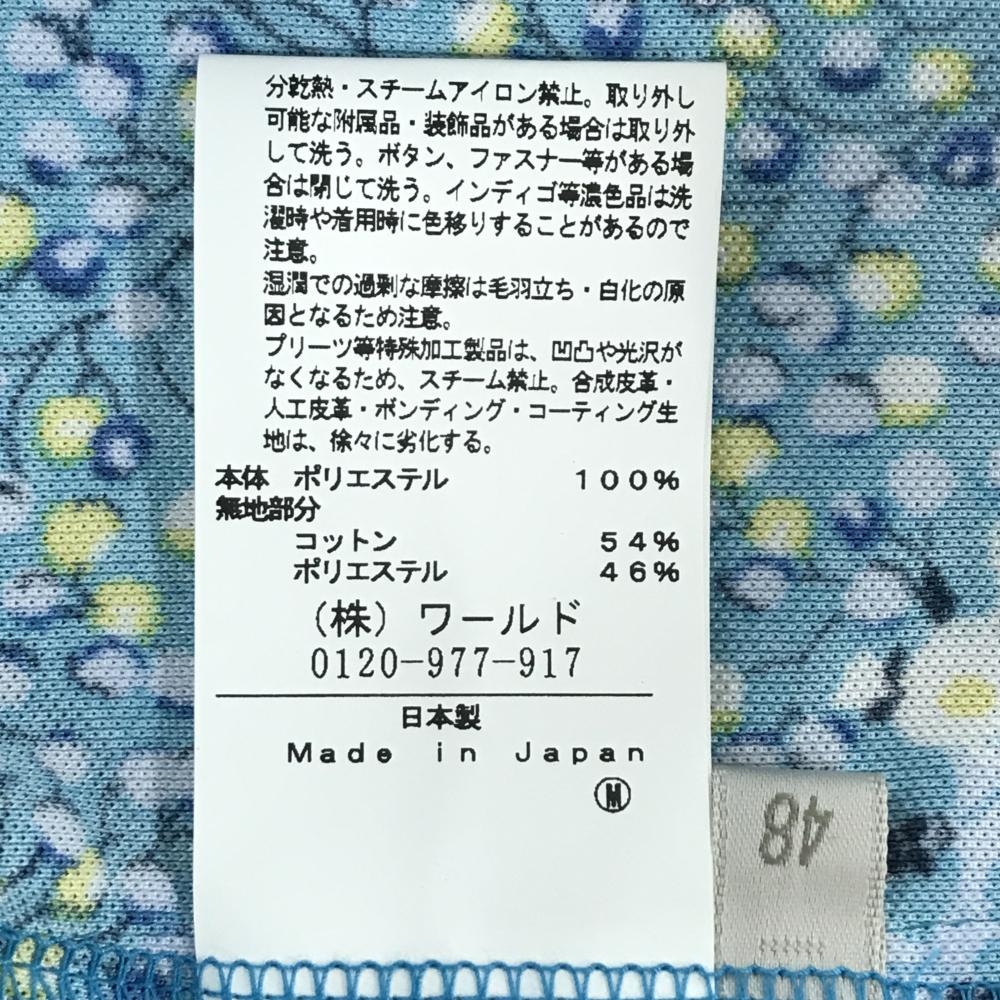 分乾熱・スチームアイロン禁止。取り外し
可能な附属品・装飾品がある場合は取り外
して洗う。ボタン、ファスナー等がある場
合は閉じて洗う。インディゴ等濃色品は洗
濯時や着用時に色移りすることがあるので
注意。
湿潤での過剰な摩擦は毛羽立ち・白化の原
因となるため注意。
プリーツ等特殊加工製品は、凹凸や光沢が
なくなるため、スチーム禁止。合成皮革・
人工皮革・ボンディング・コーティング生
地は、徐々に劣化する。
本体 ポリエステル 100%
無地部分
コットン 54%
ポリエステル 46%
(株)ワールド
0120-977-917
日本製
Made in Japan
M
48